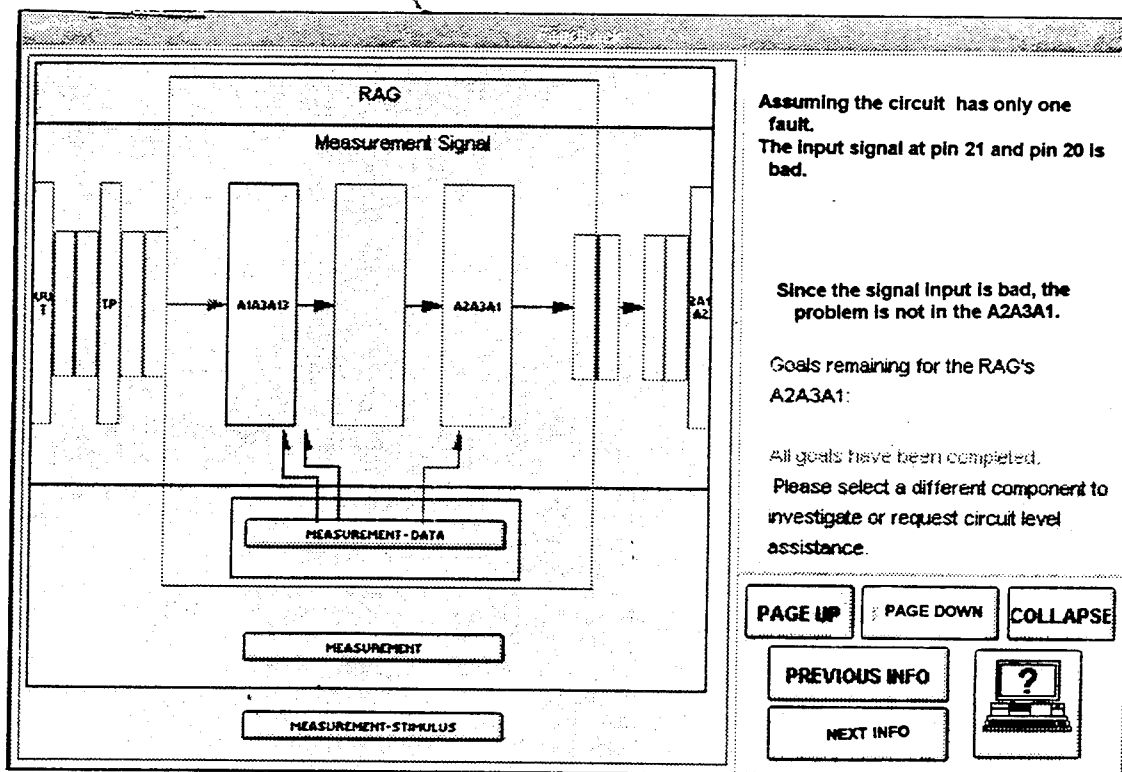 RAG
Measurement Signal
TP
A1A3A13
A2A3A1
MEASUREMENT-DATA
MEASUREMENT
MEASUREMENT-STIMULUS
Assuming the circuit has only one
fault.
The input signal at pin 21 and pin 20 is
bad.
Since the signal input is bad, the
problem is not in the A2A3A1.
Goals remaining for the RAG's
A2A3A1:
All goals have been completed.
Please select a different component to
investigate or request circuit level
assistance.
PAGE UP
PAGE DOWN
COLLAPSE
PREVIOUS INFO
?
NEXT INFO